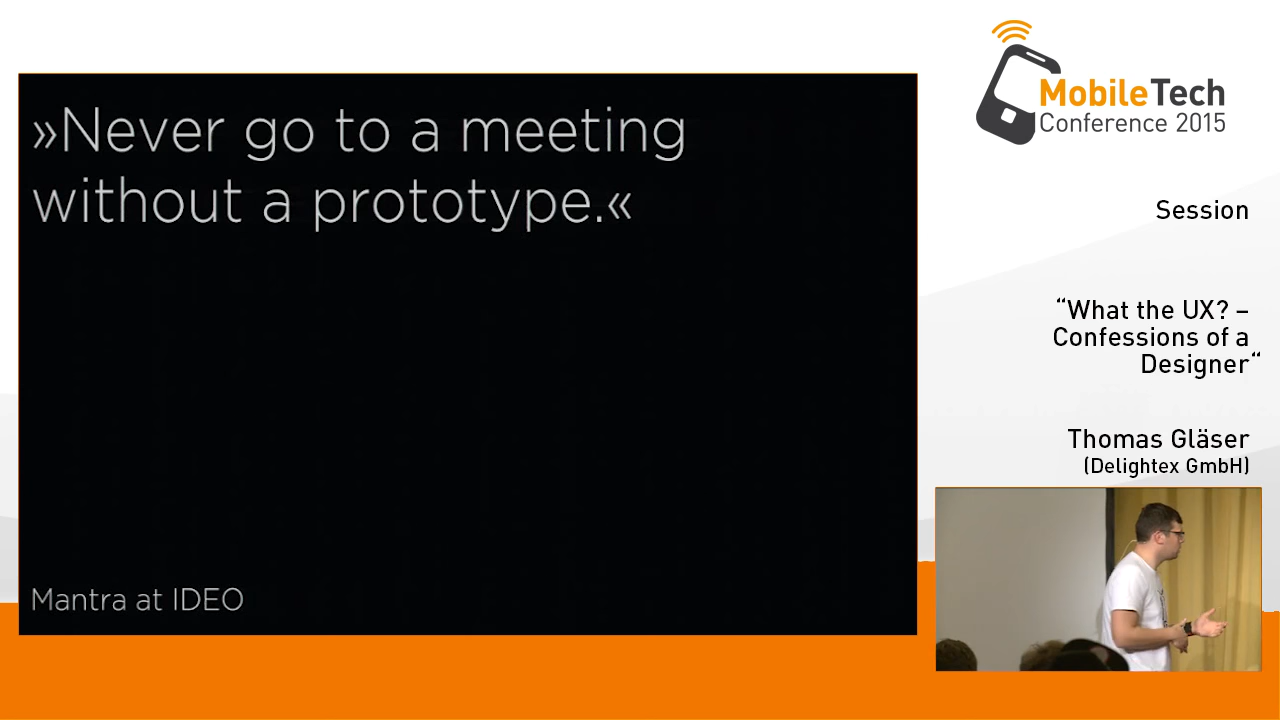 »Never go to a meeting
without a prototype.«
Mantra at IDEO
MobileTech
Conference 2015
Session
“What the UX? –
Confessions of a
Designer“
Thomas Gläser
(Delightex GmbH)